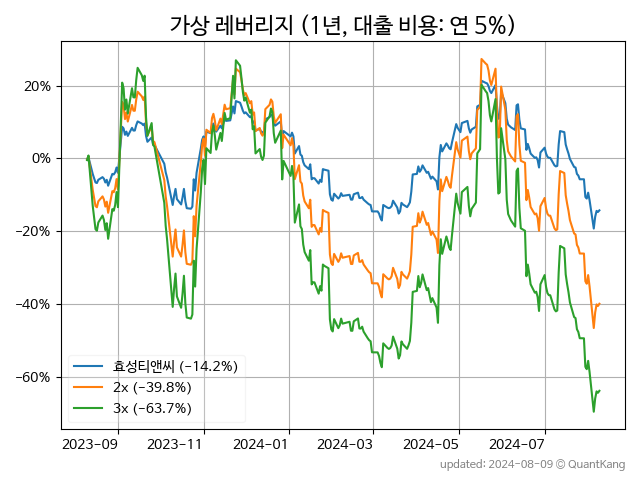 가상 레버리지 (1년, 대출 비용: 연 5%)
20%
0%
−20%
−40%
−60%
효성티앤씨 (−14.2%)
2x (−39.8%)
3x (−63.7%)
2023-09 2023-11 2024-01 2024-03 2024-05 2024-07
updated: 2024-08-09 © QuantKang